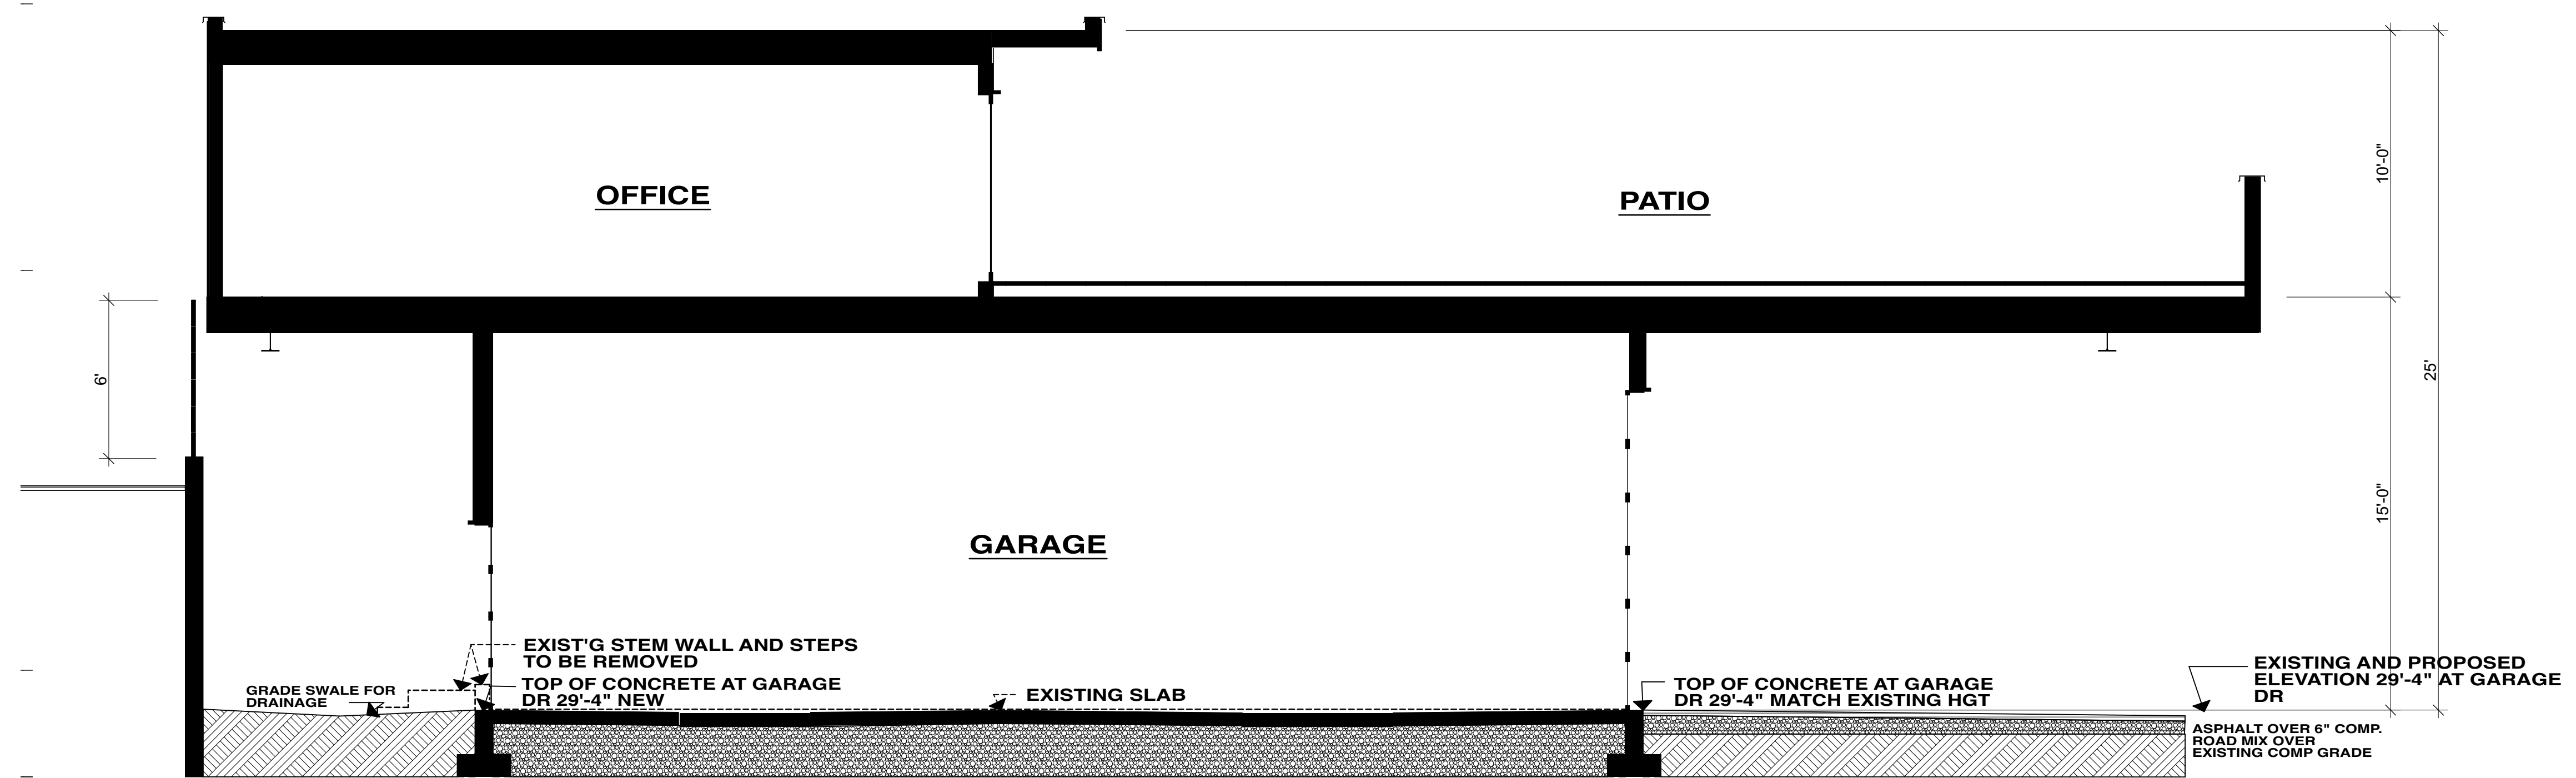 OFFICE
PATIO
10'-0"
25'
6'
15'-0"
GARAGE
EXIST'G STEM WALL AND STEPS
TO BE REMOVED
TOP OF CONCRETE AT GARAGE
DR 29'-4" NEW
GRADE SWALE FOR
DRAINAGE
EXISTING SLAB
TOP OF CONCRETE AT GARAGE
DR 29'-4" MATCH EXISTING HGT
EXISTING AND PROPOSED
ELEVATION 29'-4" AT GARAGE
DR
ASPHALT OVER 6" COMP.
ROAD MIX OVER
EXISTING COMP GRADE